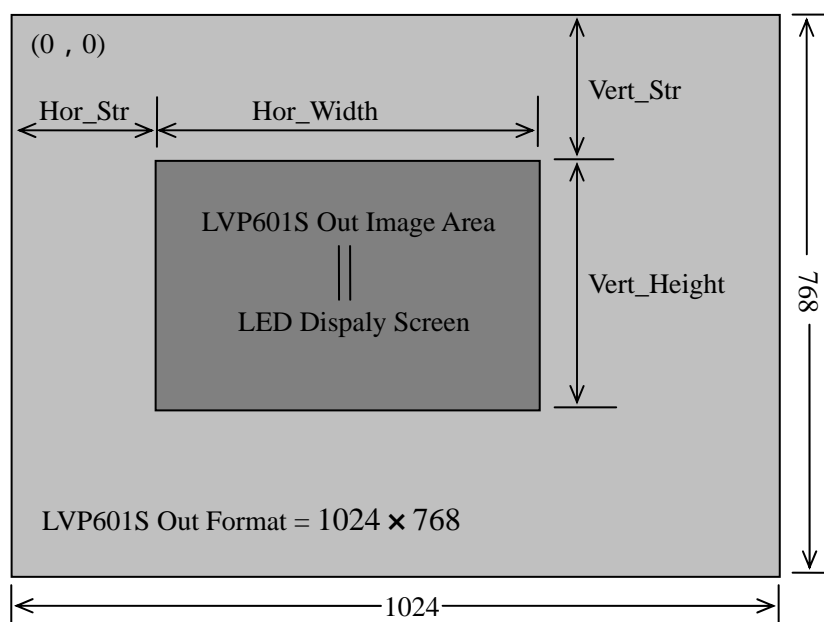 (0 , 0)
Vert_Str
Hor_Str
Hor_Width
LVP601S Out Image Area
Vert_Height
768
LED Dispaly Screen
LVP601S Out Format = 1024 × 768
1024